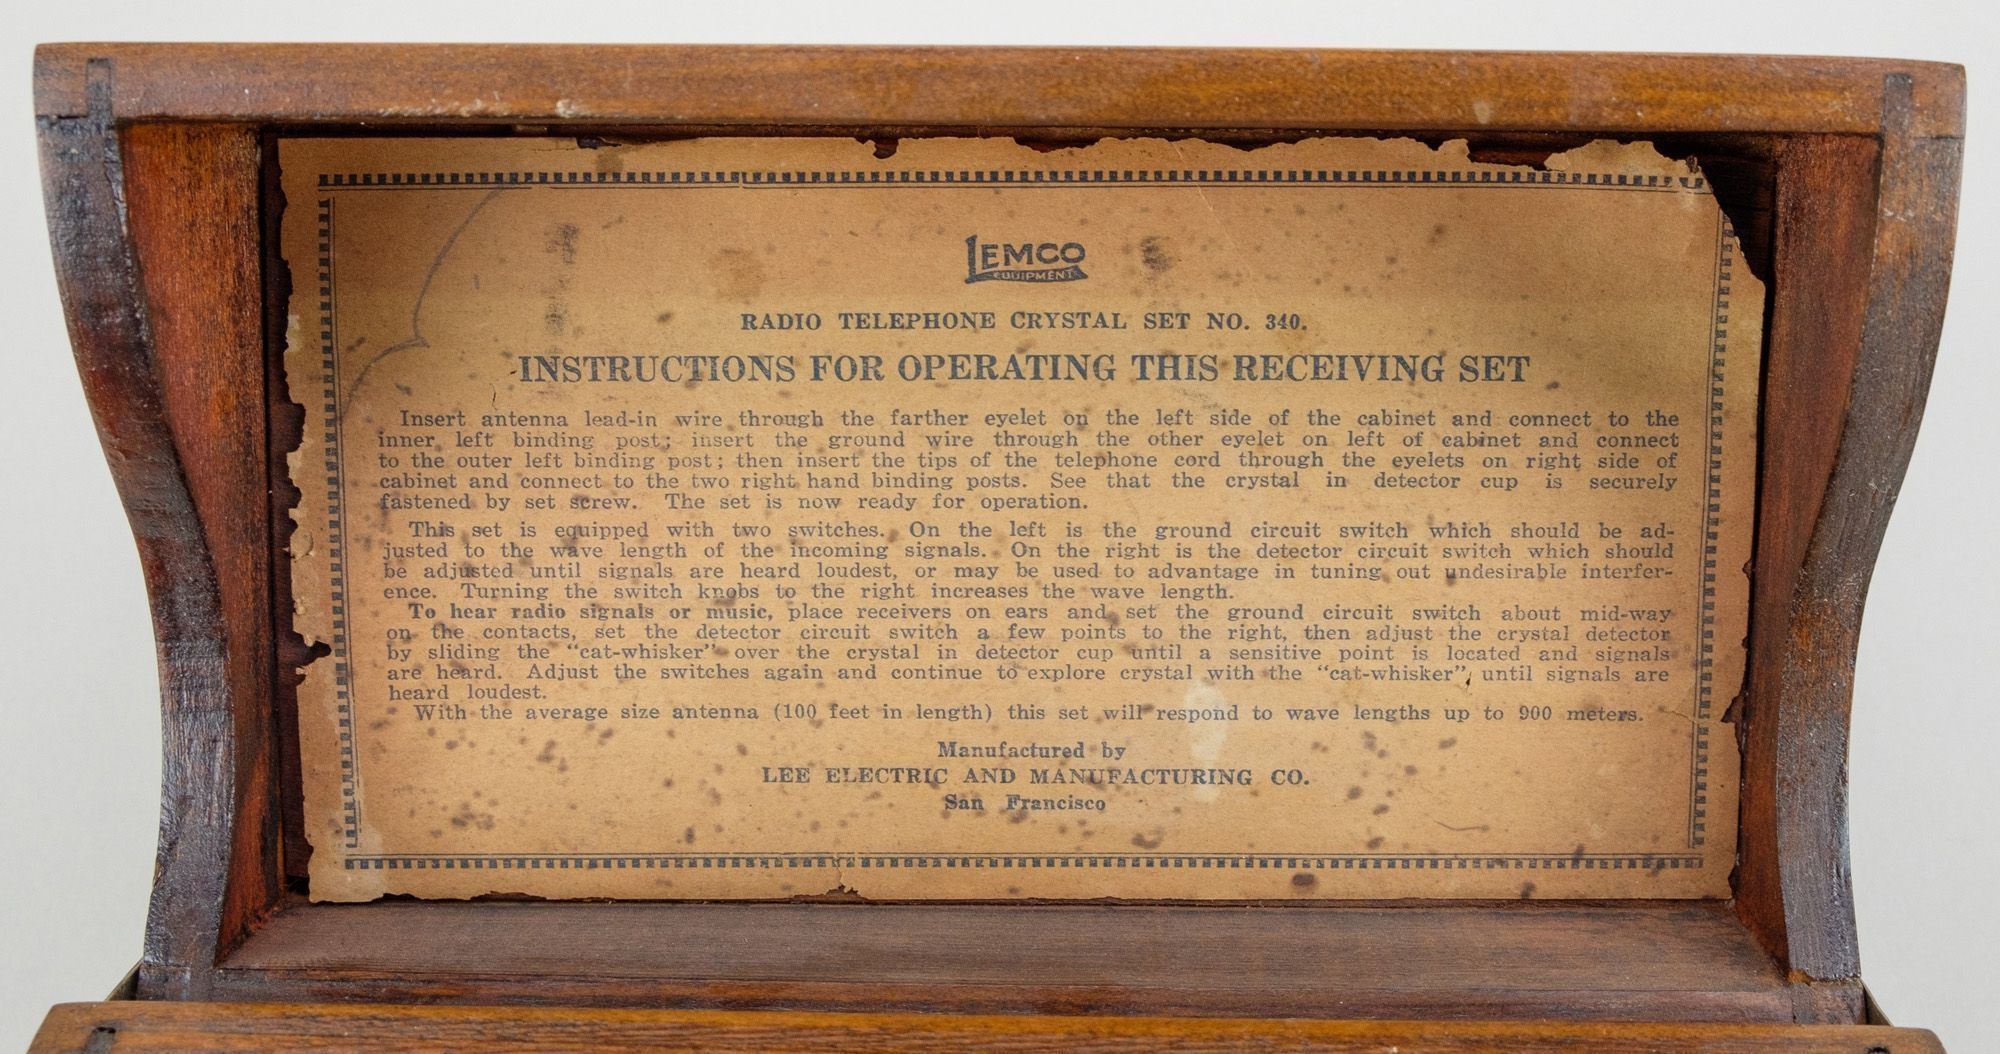 LEMCO
EQUIPMENT
RADIO TELEPHONE CRYSTAL SET NO. 340.
INSTRUCTIONS FOR OPERATING THIS RECEIVING SET
Insert antenna lead-in wire through the farther eyelet on the left side of the cabinet and connect to the
inner left binding post; insert the ground wire through the other eyelet on left of cabinet and connect
to the outer left binding post; then insert the tips of the telephone cord through the eyelets on right side of
cabinet and connect to the two right hand binding posts. See that the crystal in detector cup is securely
fastened by set screw. The set is now ready for operation.
This set is equipped with two switches. On the left is the ground circuit switch which should be ad-
justed to the wave length of the incoming signals. On the right is the detector circuit switch which should
be adjusted until signals are heard loudest, or may be used to advantage in tuning out undesirable interfer-
ence. Turning the switch knobs to the right increases the wave length.
To hear radio signals or music, place receivers on ears and set the ground circuit switch about mid-way
on the contacts, set the detector circuit switch a few points to the right, then adjust the crystal detector
by sliding the "cat-whisker" over the crystal in detector cup until a sensitive point is located and signals
are heard. Adjust the switches again and continue to explore crystal with the "cat-whisker" until signals are
heard loudest.
With the average size antenna (100 feet in length) this set will respond to wave lengths up to 900 meters.
Manufactured by
LEE ELECTRIC AND MANUFACTURING CO.
San Francisco